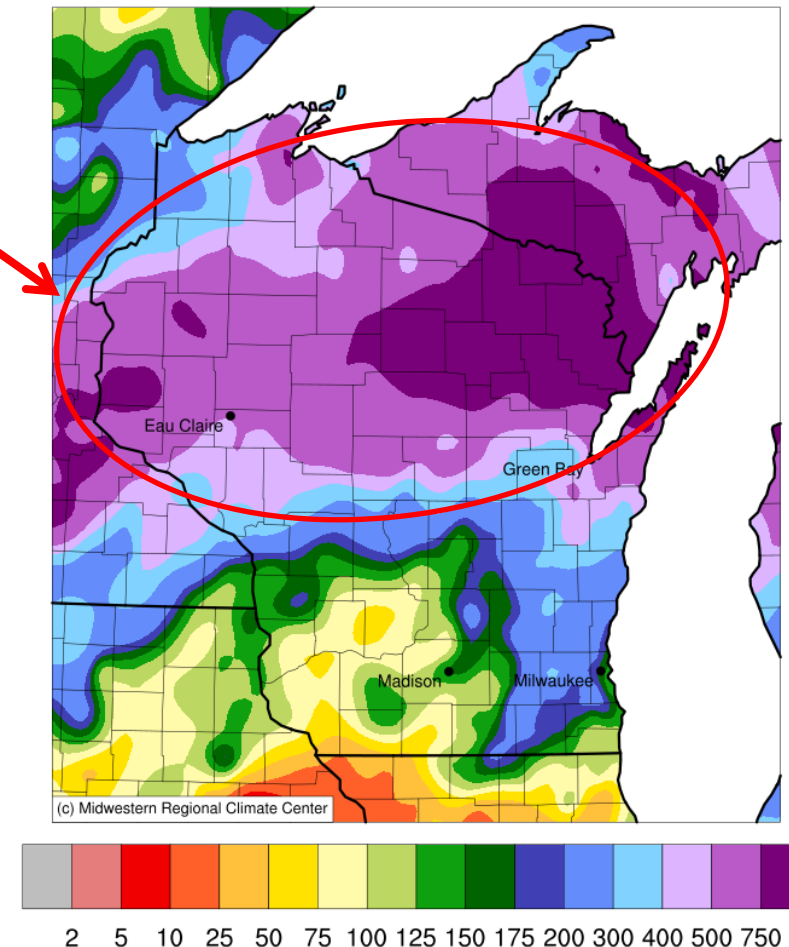 Eau Claire
Green Bay
Madison
Milwaukee
(c) Midwestern Regional Climate Center
2 5 10 25 50 75 100 125 150 175 200 300 400 500 750